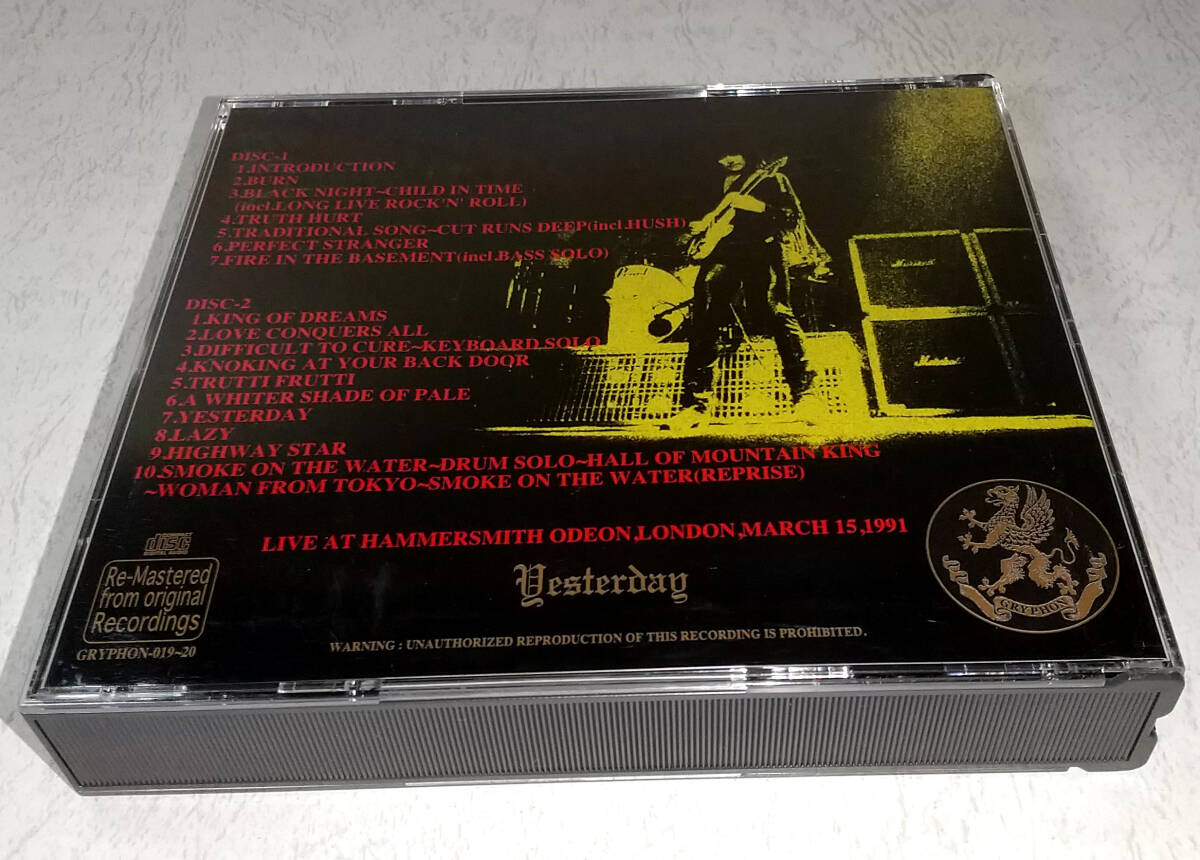 DISC-1
1.INTRODUCTION
2.BURN
3.BLACK NIGHT~CHILD IN TIME
(incl.LONG LIVE ROCK'N' ROLL)
4.TRUTH HURT
5.TRADITIONAL SONG~CUT RUNS DEEP(incl.HUSH)
6.PERFECT STRANGER
7.FIRE IN THE BASEMENT(incl.BASS SOLO)
DISC-2
1.KING OF DREAMS
2.LOVE CONQUERS ALL
3.DIFFICULT TO CURE~KEYBOARD SOLO
4.KNOKING AT YOUR BACK DOOR
5.TRUTTI FRUTTI
6.A WHITER SHADE OF PALE
7.YESTERDAY
8.LAZY
9.HIGHWAY STAR
10.SMOKE ON THE WATER~DRUM SOLO~HALL OF MOUNTAIN KING
~WOMAN FROM TOKYO~SMOKE ON THE WATER(REPRISE)
Marshall
Marshall
LIVE AT HAMMERSMITH ODEON,LONDON,MARCH 15,1991
Yesterday
WARNING : UNAUTHORIZED REPRODUCTION OF THIS RECORDING IS PROHIBITED.
disc
DIGITAL AUDIO
Re-Mastered
from original
Recordings
GRYPHON-019~20
GRYPHON